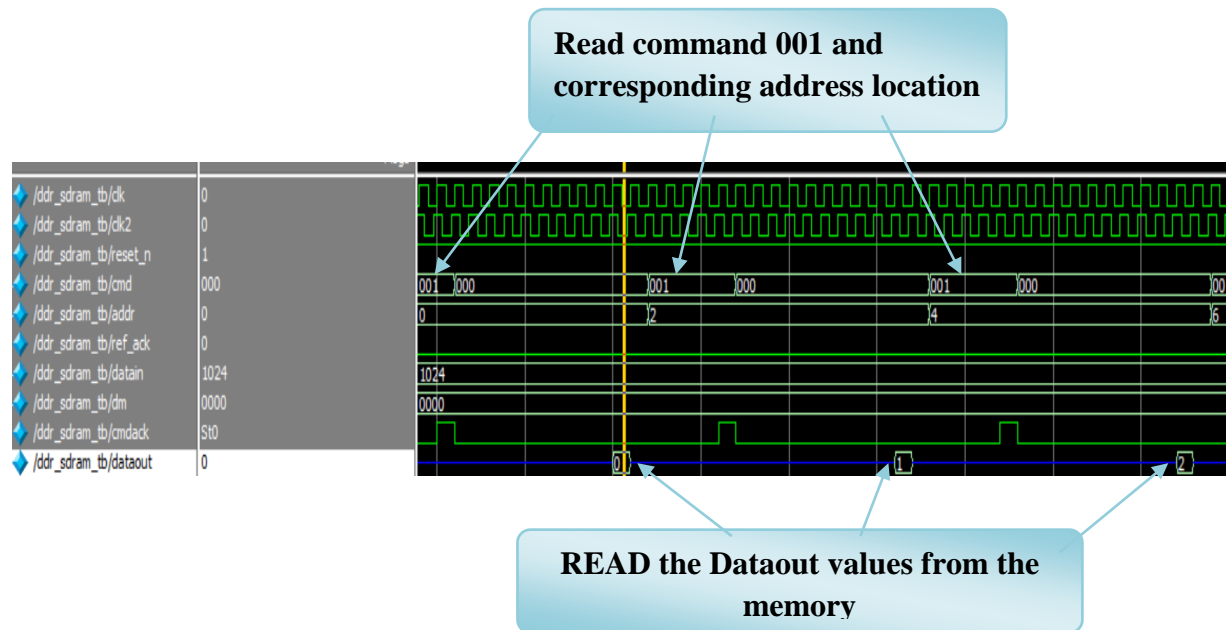 Read command 001 and
corresponding address location
/ddr_sdram_tb/clk 0
/ddr_sdram_tb/clk2 0
/ddr_sdram_tb/reset_n 1
/ddr_sdram_tb/cmd 000 001 000 001 000 001 000 00
/ddr_sdram_tb/addr 0 0 2 4 6
/ddr_sdram_tb/ref_ack 0
/ddr_sdram_tb/datain 1024 1024
/ddr_sdram_tb/dm 0000 0000
/ddr_sdram_tb/cmdack St0
/ddr_sdram_tb/dataout 0 0 1 2
READ the Dataout values from the
memory